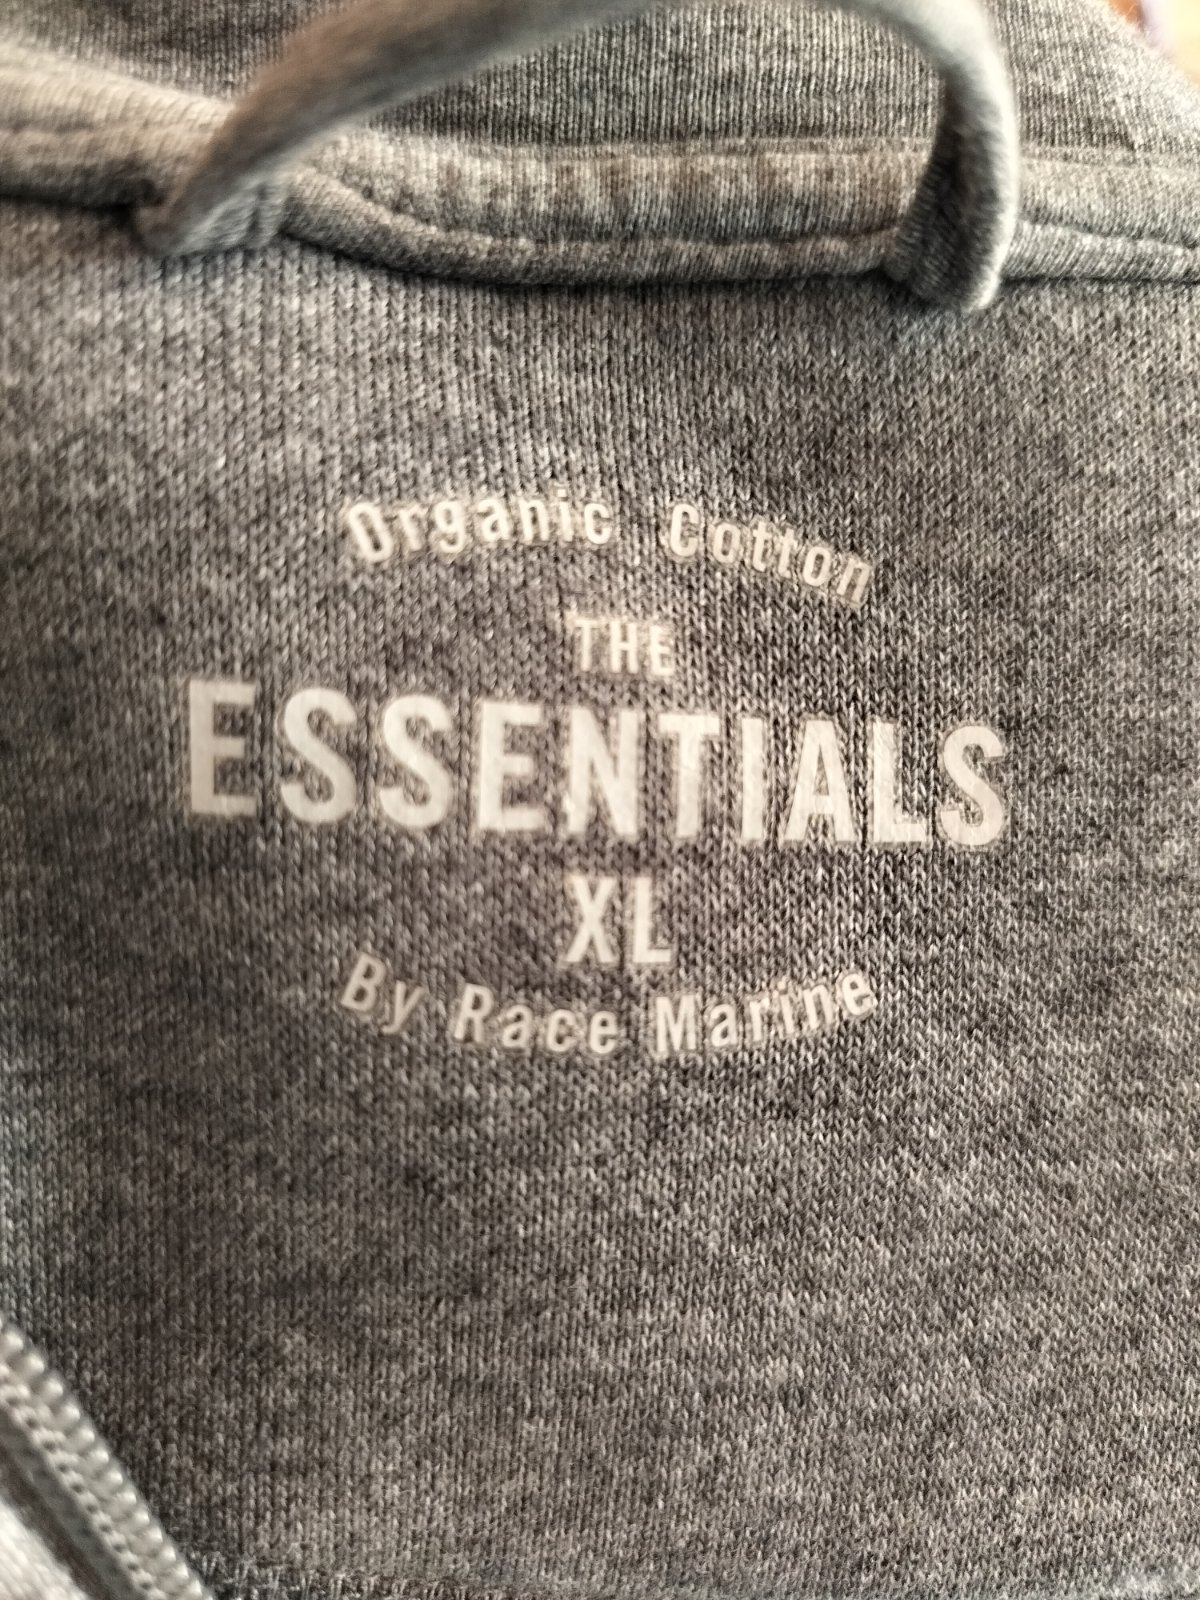 Organic Cotton
THE
ESSENTIALS
XL
By Race Marine